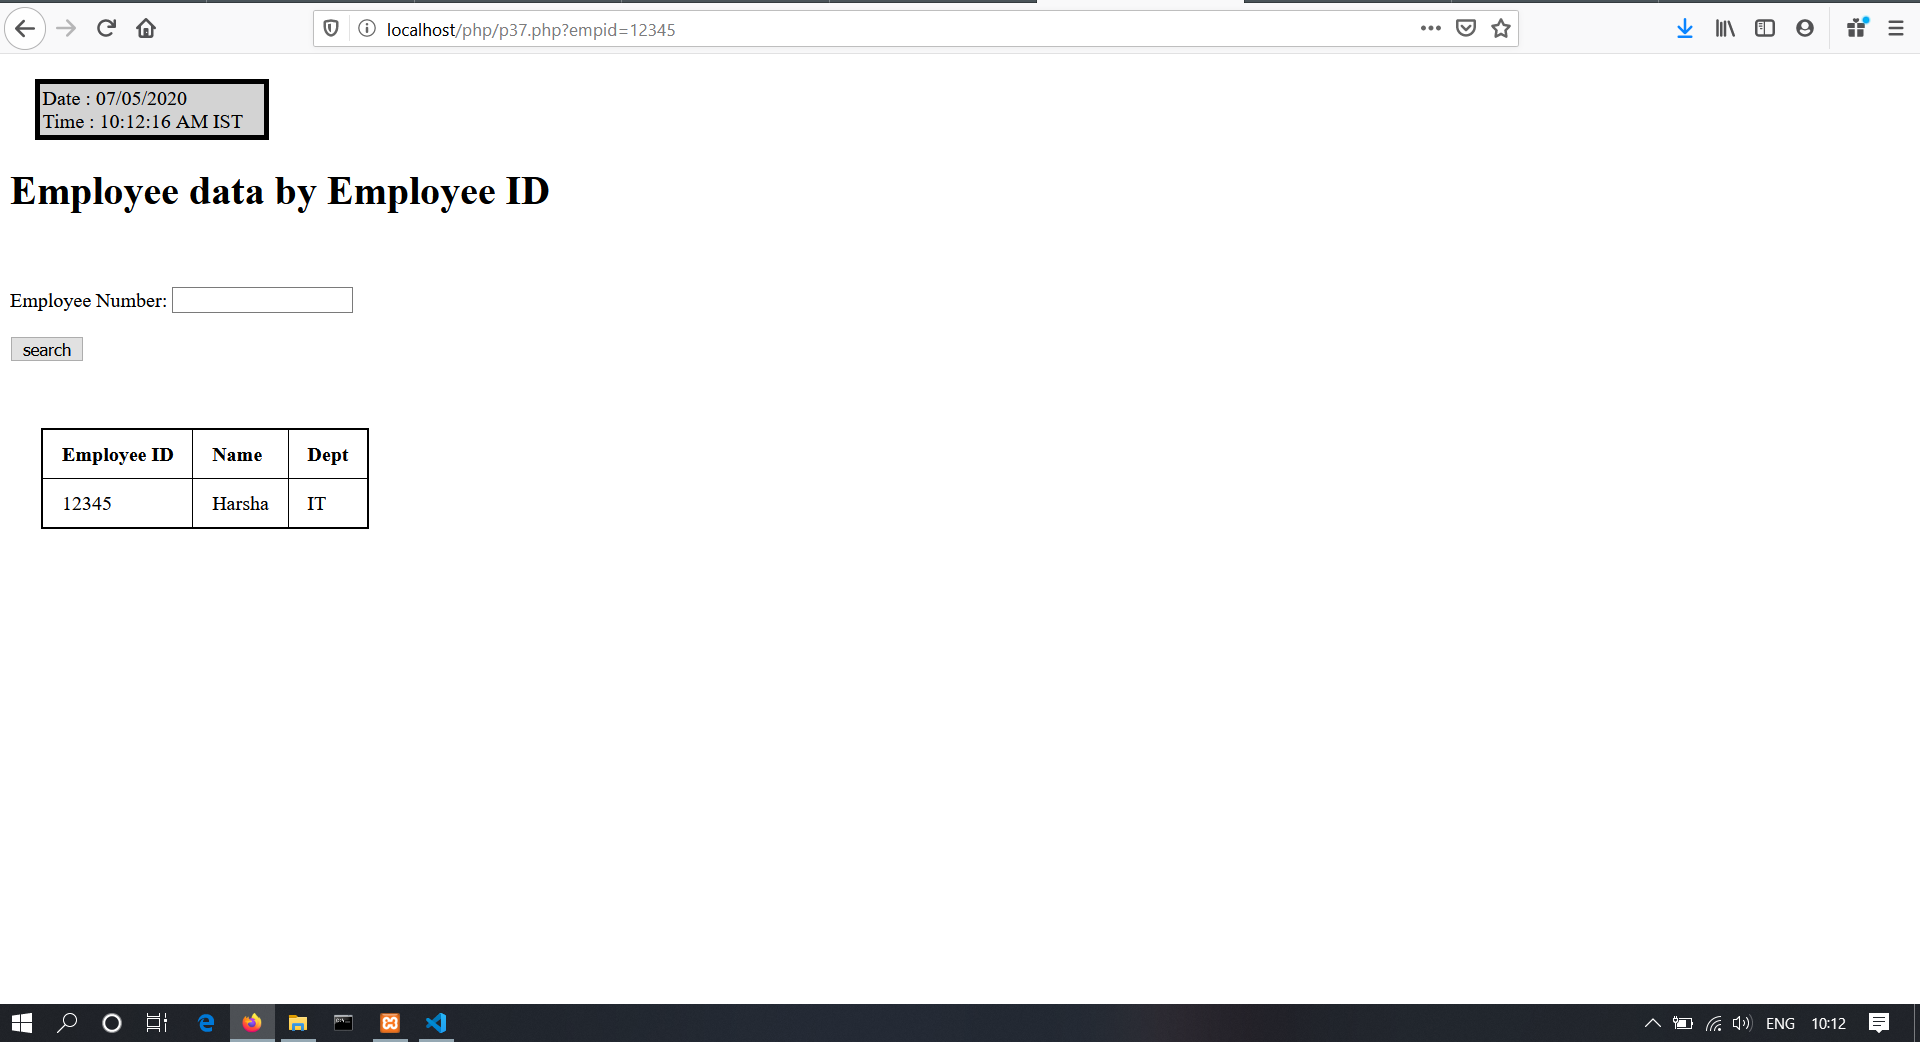 localhost/php/p37.php?empid=12345
Date : 07/05/2020
Time : 10:12:16 AM IST
Employee data by Employee ID
Employee Number:
search
Employee ID Name Dept
12345 Harsha IT
ENG 10:12